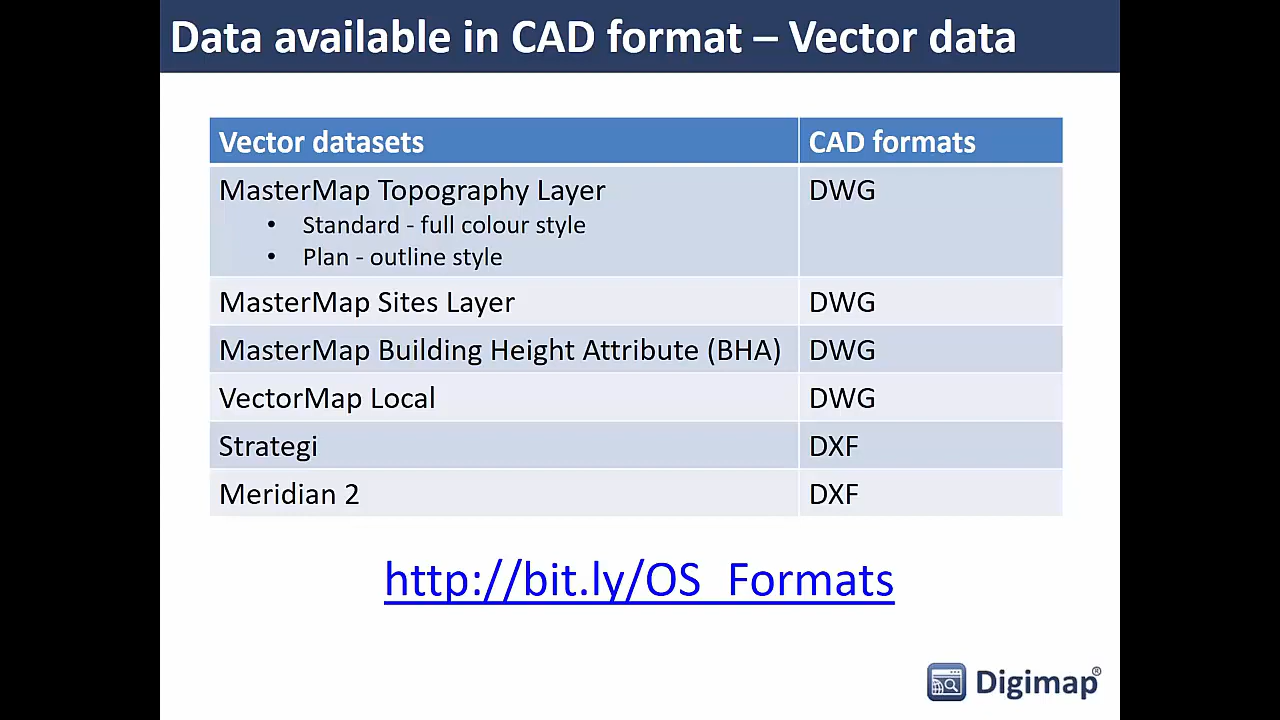 Data available in CAD format – Vector data
Vector datasets CAD formats
MasterMap Topography Layer DWG
• Standard - full colour style
• Plan - outline style
MasterMap Sites Layer DWG
MasterMap Building Height Attribute (BHA) DWG
VectorMap Local DWG
Strategi DXF
Meridian 2 DXF
http://bit.ly/OS_Formats
Digimap®